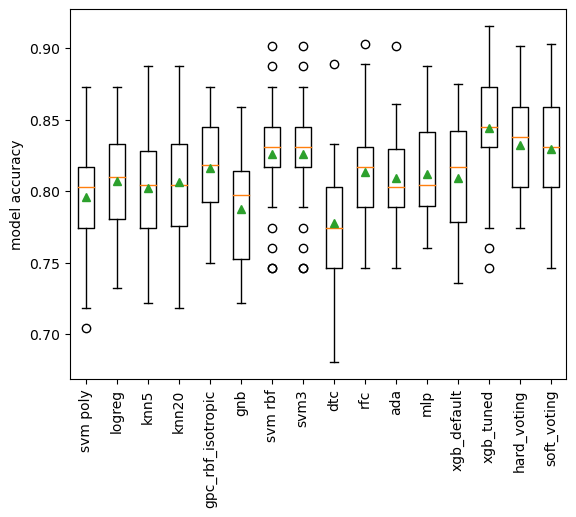 model accuracy
0.90
0.85
0.80
0.75
0.70
svm poly
logreg
knn5
knn20
gpc_rbf_isotropic
gnb
svm rbf
svm3
dtc
rfc
ada
mlp
xgb_default
xgb_tuned
hard_voting
soft_voting